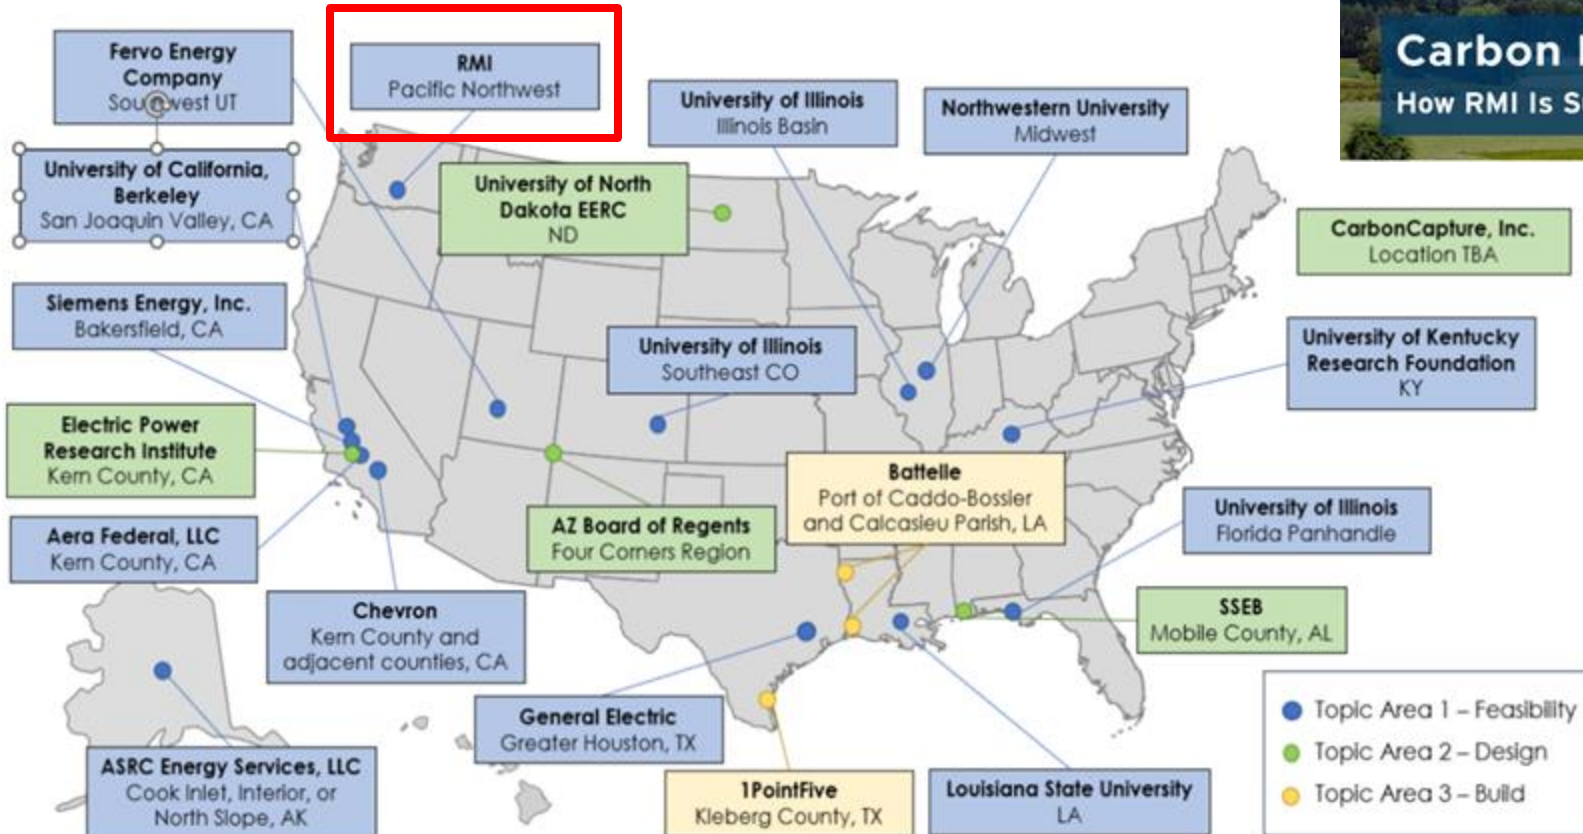 Fervo Energy
Company
Southwest UT
RMI
Pacific Northwest
University of Illinois
Illinois Basin
Northwestern University
Midwest
Carbon
How RMI Is S
University of California,
Berkeley
San Joaquin Valley, CA
University of North
Dakota EERC
ND
CarbonCapture, Inc.
Location TBA
Siemens Energy, Inc.
Bakersfield, CA
University of Illinois
Southeast CO
University of Kentucky
Research Foundation
KY
Electric Power
Research Institute
Kern County, CA
Battelle
Port of Caddo-Bossier
and Calcasieu Parish, LA
AZ Board of Regents
Four Corners Region
University of Illinois
Florida Panhandle
Aera Federal, LLC
Kern County, CA
Chevron
Kern County and
adjacent counties, CA
SSEB
Mobile County, AL
General Electric
Greater Houston, TX
ASRC Energy Services, LLC
Cook Inlet, Interior, or
North Slope, AK
1PointFive
Kleberg County, TX
Louisiana State University
LA
Topic Area 1 – Feasibility
Topic Area 2 – Design
Topic Area 3 – Build